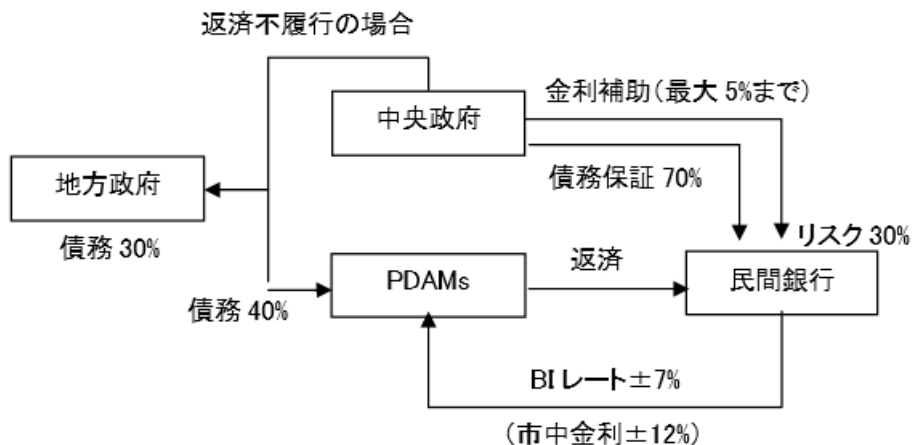 返済不履行の場合
金利補助（最大 5%まで）
中央政府
債務保証 70%
地方政府
債務 30%
リスク 30%
返済
PDAMs
民間銀行
債務 40%
BI レート±7%
（市中金利±12%）